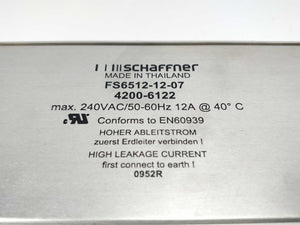 schaffner
MADE IN THAILAND
FS6512-12-07
4200-6122
max. 240VAC/50-60Hz 12A @ 40° C
Conforms to EN60939
HOHER ABLEITSTROM
zuerst Erdleiter verbinden !
HIGH LEAKAGE CURRENT
first connect to earth !
0952R